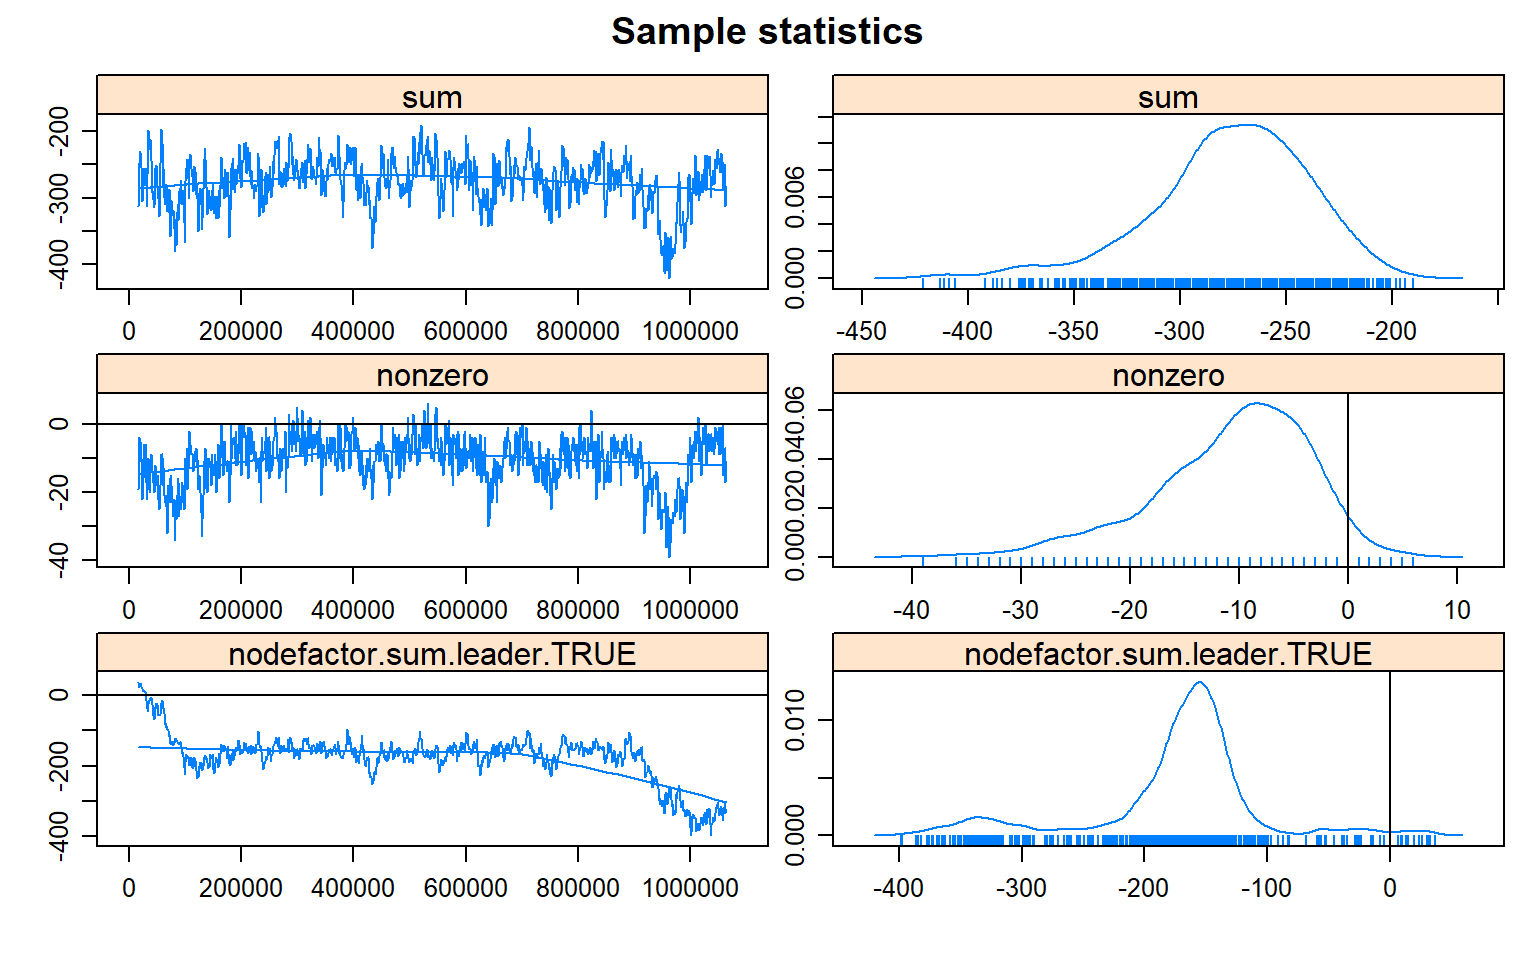 Sample statistics
sum
sum
-400 -300 -200
0.000 0.006
0 200000 400000 600000 800000 1000000
-450 -400 -350 -300 -250 -200
nonzero
nonzero
-40 -20 0
0.000.020.040.06
0 200000 400000 600000 800000 1000000
-40 -30 -20 -10 0 10
nodefactor.sum.leader.TRUE
nodefactor.sum.leader.TRUE
-400 -200 0
0.000 0.010
0 200000 400000 600000 800000 1000000
-400 -300 -200 -100 0